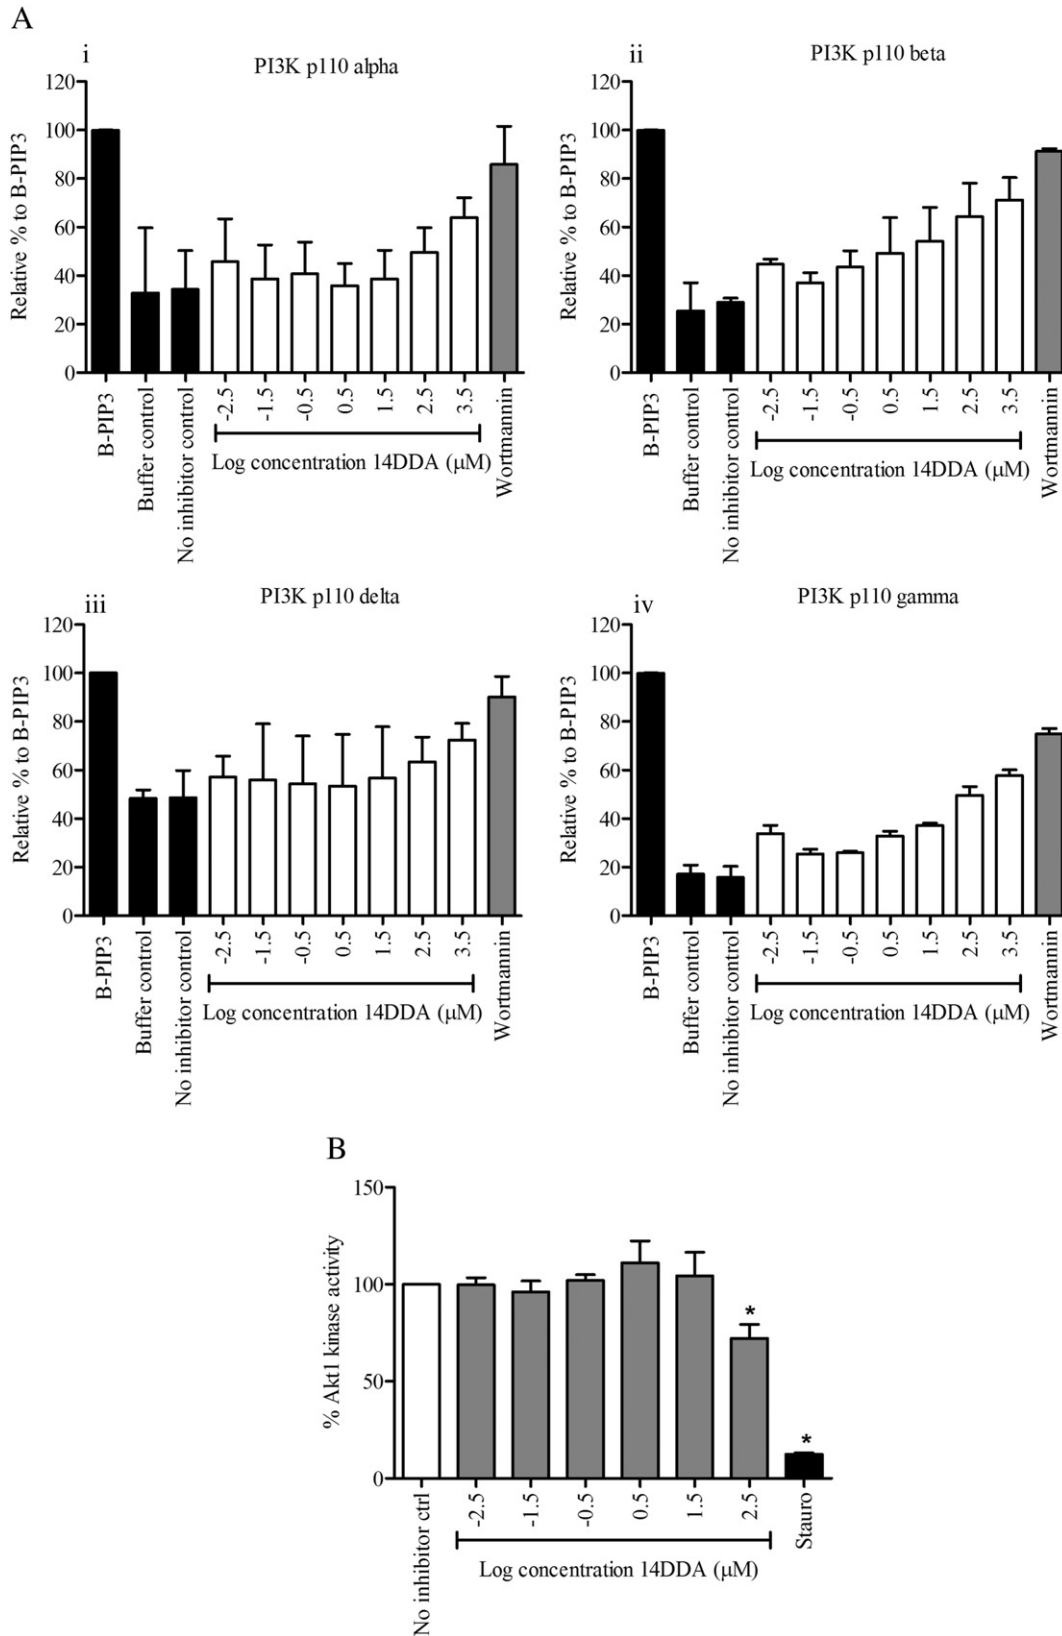 A
i
PI3K p110 alpha
Relative % to B-PIP3
120
100
80
60
40
20
0
B-PIP3
Buffer control
No inhibitor control
-2.5
-1.5
-0.5
0.5
1.5
2.5
3.5
Wortmannin
Log concentration 14DDA (μM)
ii
PI3K p110 beta
Relative % to B-PIP3
120
100
80
60
40
20
0
B-PIP3
Buffer control
No inhibitor control
-2.5
-1.5
-0.5
0.5
1.5
2.5
3.5
Wortmannin
Log concentration 14DDA (μM)
iii
PI3K p110 delta
Relative % to B-PIP3
120
100
80
60
40
20
0
B-PIP3
Buffer control
No inhibitor control
-2.5
-1.5
-0.5
0.5
1.5
2.5
3.5
Wortmannin
Log concentration 14DDA (μM)
iv
PI3K p110 gamma
Relative % to B-PIP3
120
100
80
60
40
20
0
B-PIP3
Buffer control
No inhibitor control
-2.5
-1.5
-0.5
0.5
1.5
2.5
3.5
Wortmannin
Log concentration 14DDA (μM)
B
% Akt1 kinase activity
150
100
50
0
*
*
No inhibitor ctrl
-2.5
-1.5
-0.5
0.5
1.5
2.5
Stauro
Log concentration 14DDA (μM)